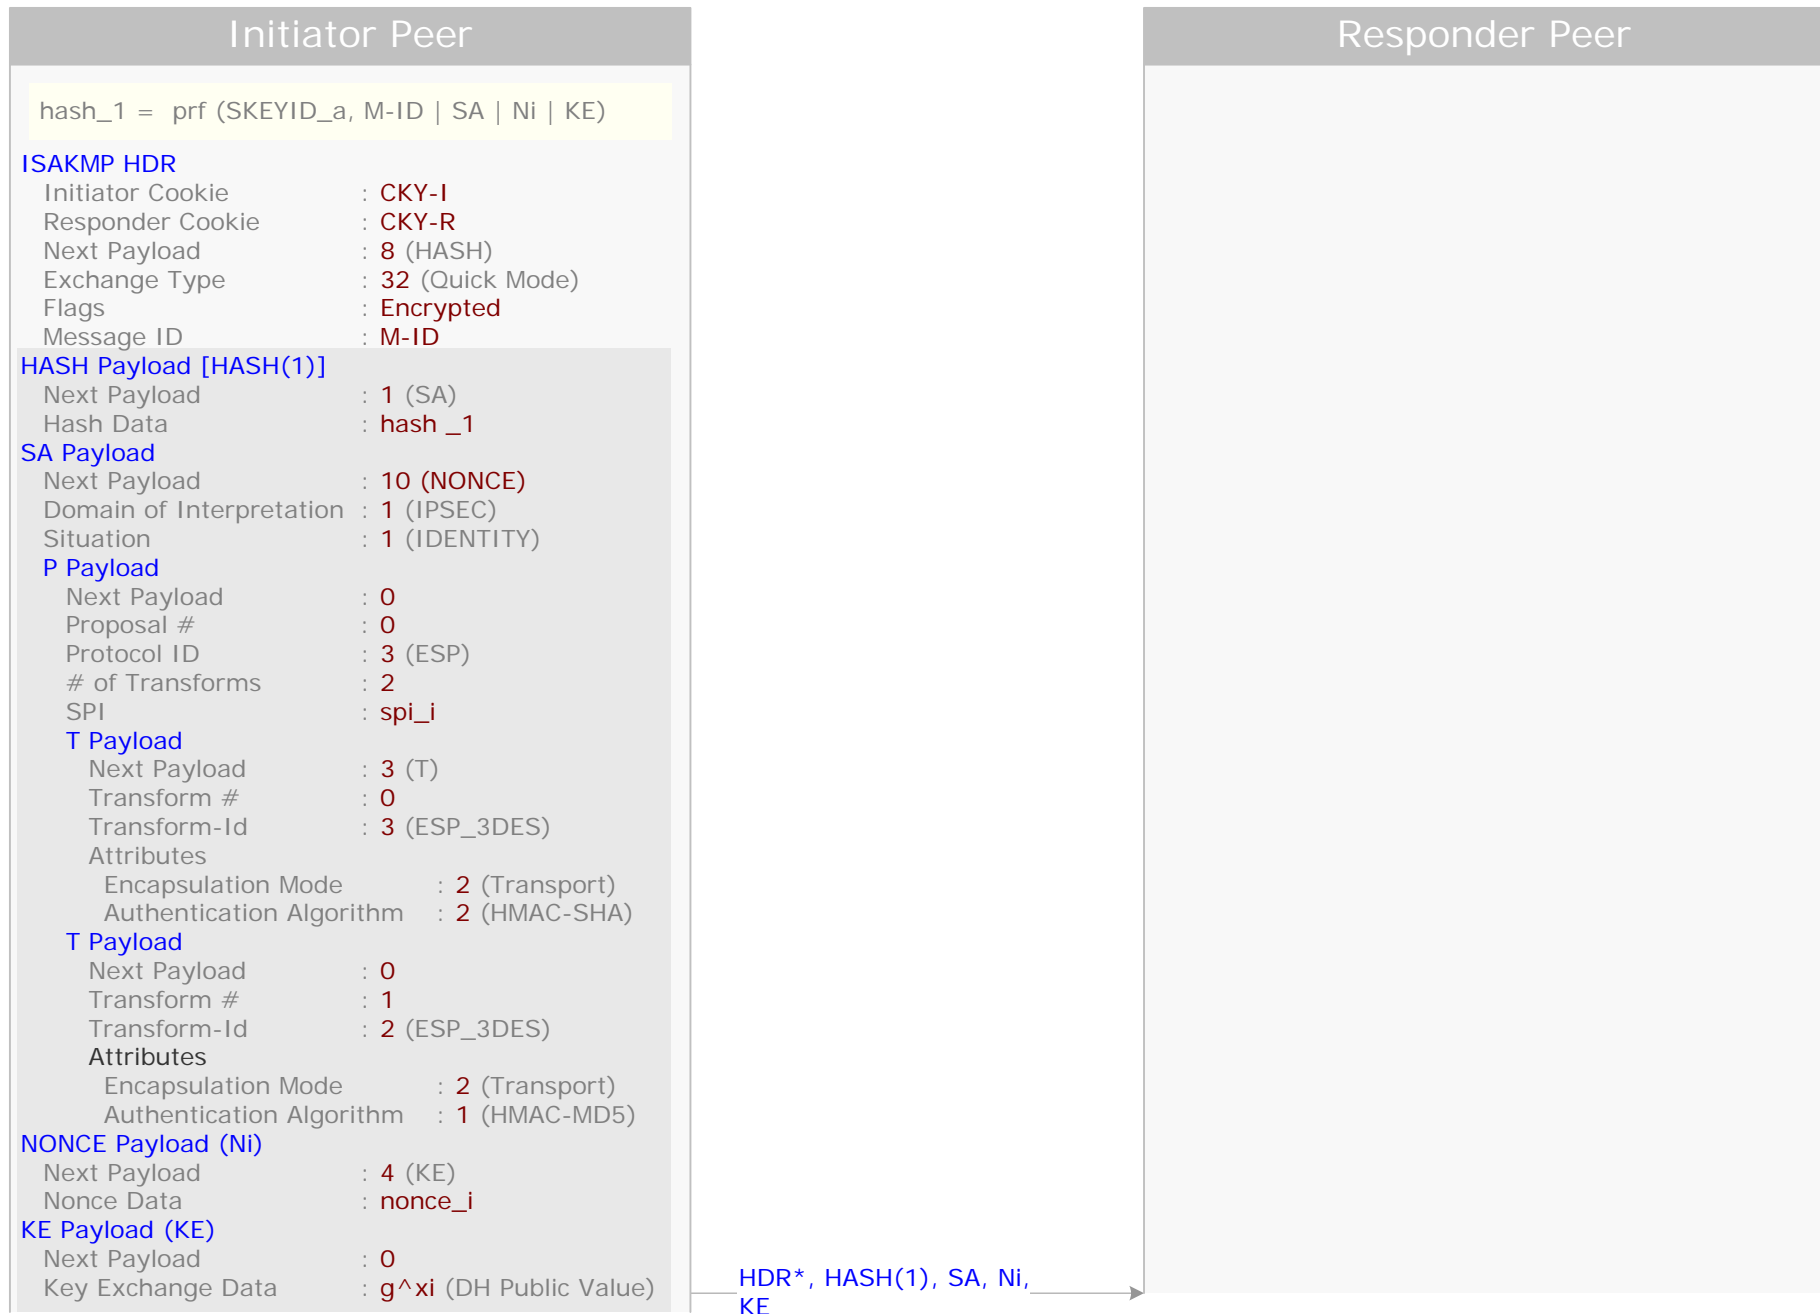 Initiator Peer
Responder Peer
hash_1 = prf (SKEYID_a, M-ID | SA | Ni | KE)
ISAKMP HDR
Initiator Cookie : CKY-I
Responder Cookie : CKY-R
Next Payload : 8 (HASH)
Exchange Type : 32 (Quick Mode)
Flags : Encrypted
Message ID : M-ID
HASH Payload [HASH(1)]
Next Payload : 1 (SA)
Hash Data : hash _1
SA Payload
Next Payload : 10 (NONCE)
Domain of Interpretation : 1 (IPSEC)
Situation : 1 (IDENTITY)
P Payload
Next Payload : 0
Proposal # : 0
Protocol ID : 3 (ESP)
# of Transforms : 2
SPI : spi_i
T Payload
Next Payload : 3 (T)
Transform # : 0
Transform-Id : 3 (ESP_3DES)
Attributes
Encapsulation Mode : 2 (Transport)
Authentication Algorithm : 2 (HMAC-SHA)
T Payload
Next Payload : 0
Transform # : 1
Transform-Id : 2 (ESP_3DES)
Attributes
Encapsulation Mode : 2 (Transport)
Authentication Algorithm : 1 (HMAC-MD5)
NONCE Payload (Ni)
Next Payload : 4 (KE)
Nonce Data : nonce_i
KE Payload (KE)
Next Payload : 0
Key Exchange Data : g^xi (DH Public Value)
HDR*, HASH(1), SA, Ni,
KE